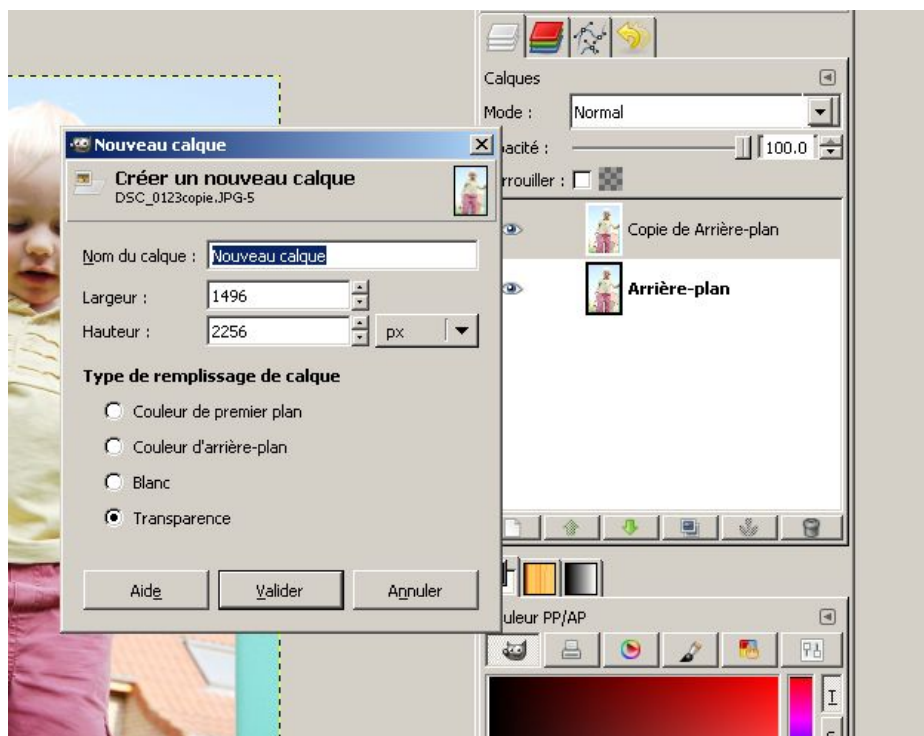 Calques
Mode :
Normal
acité :
100.0
rrouiller :
Copie de Arrière-plan
Arrière-plan
Nouveau calque
Créer un nouveau calque
DSC_0123copie.JPG-5
Nom du calque :
Nouveau calque
Largeur :
1496
Hauteur :
2256
px
Type de remplissage de calque
Couleur de premier plan
Couleur d'arrière-plan
Blanc
Transparence
Aide
Valider
Annuler
uleur PP/AP
T